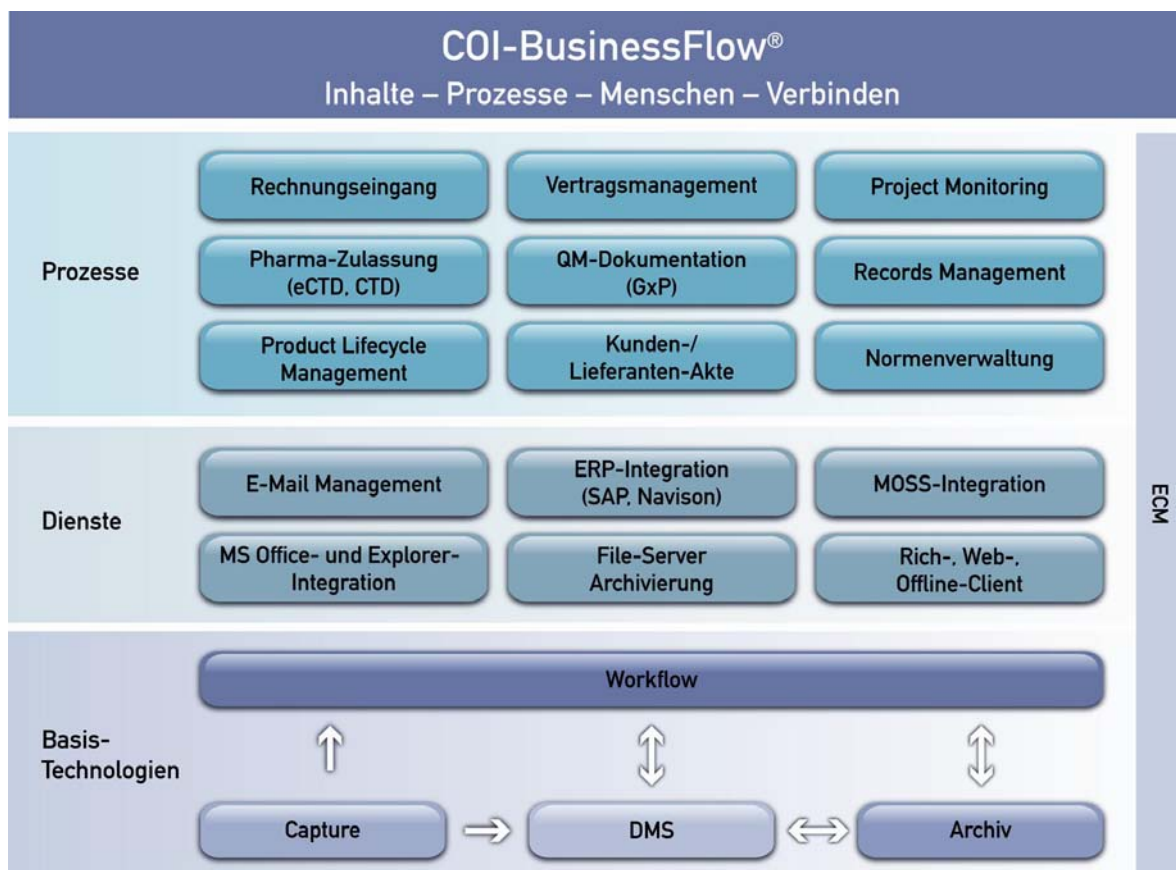 COI-BusinessFlow®
Inhalte – Prozesse – Menschen – Verbinden
Prozesse
Rechnungseingang
Vertragsmanagement
Project Monitoring
Pharma-Zulassung
(eCTD, CTD)
QM-Dokumentation
(GxP)
Records Management
Product Lifecycle
Management
Kunden-/
Lieferanten-Akte
Normenverwaltung
Dienste
E-Mail Management
ERP-Integration
(SAP, Navison)
MOSS-Integration
MS Office- und Explorer-
Integration
File-Server
Archivierung
Rich-, Web-,
Offline-Client
Basis-
Technologien
Workflow
Capture
DMS
Archiv
ECM